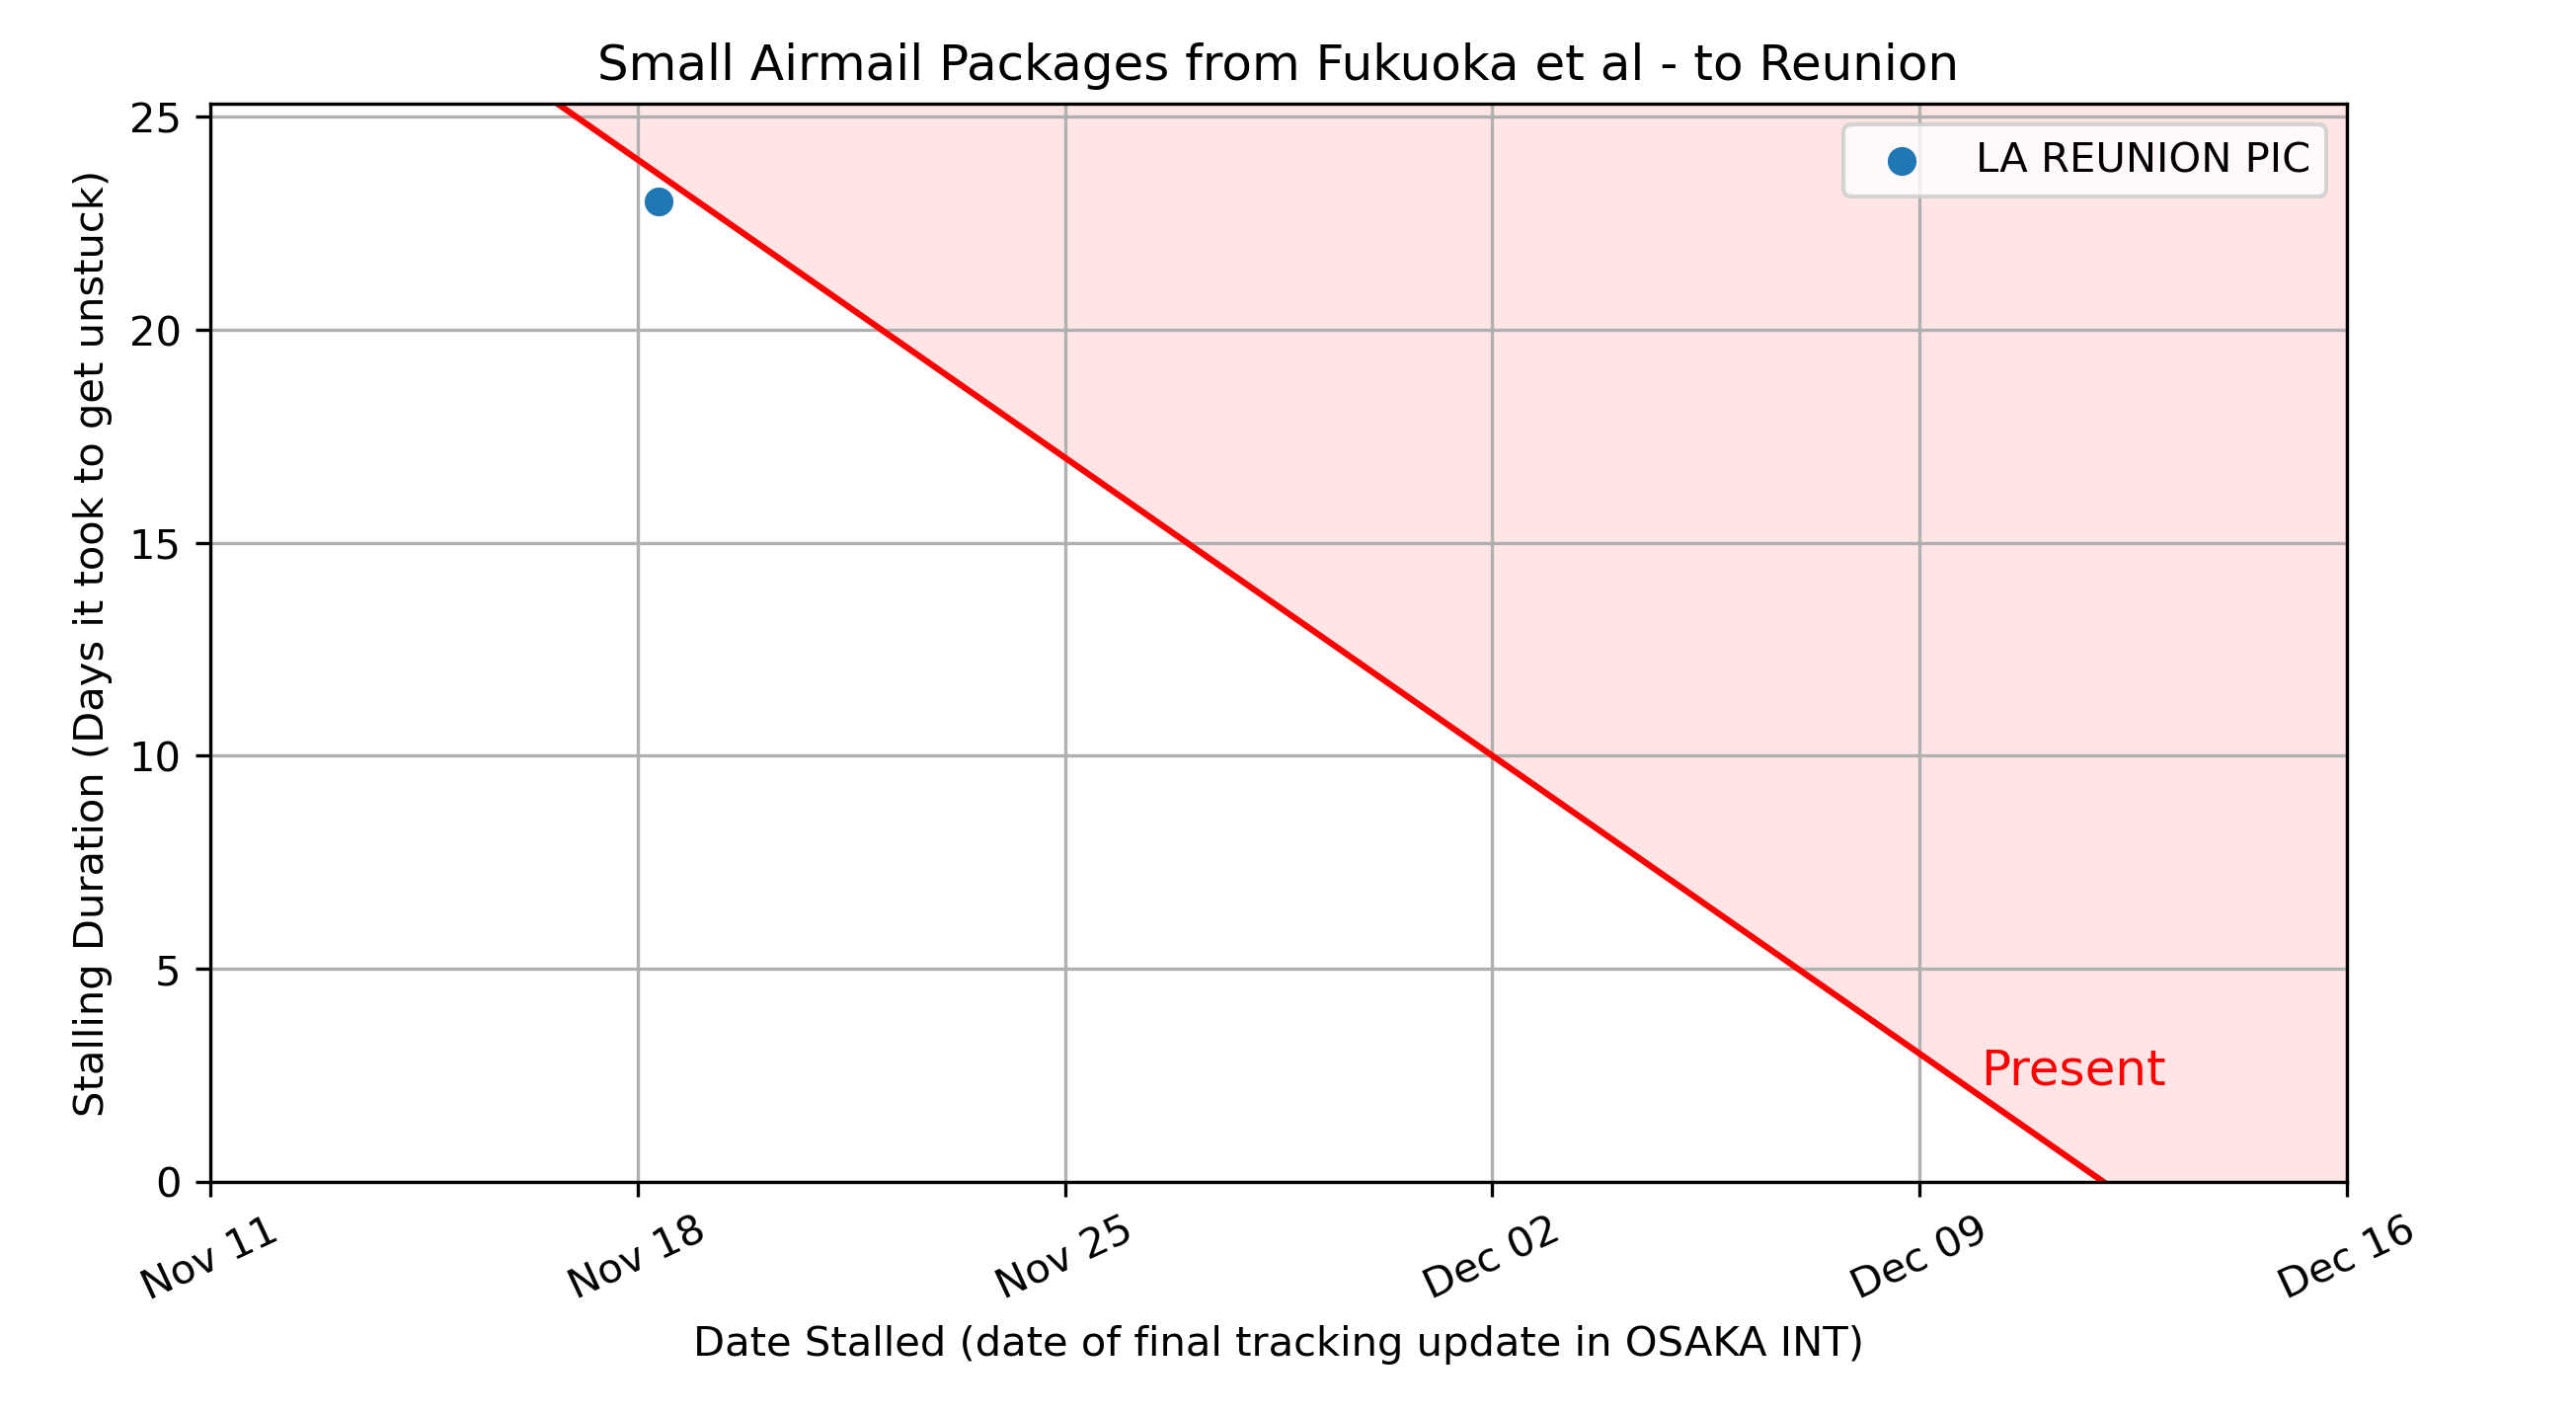 Small Airmail Packages from Fukuoka et al - to Reunion
LA REUNION PIC
Stalling Duration (Days it took to get unstuck)
25
20
15
10
5
0
Present
Nov 11
Nov 18
Nov 25
Dec 02
Dec 09
Dec 16
Date Stalled (date of final tracking update in OSAKA INT)